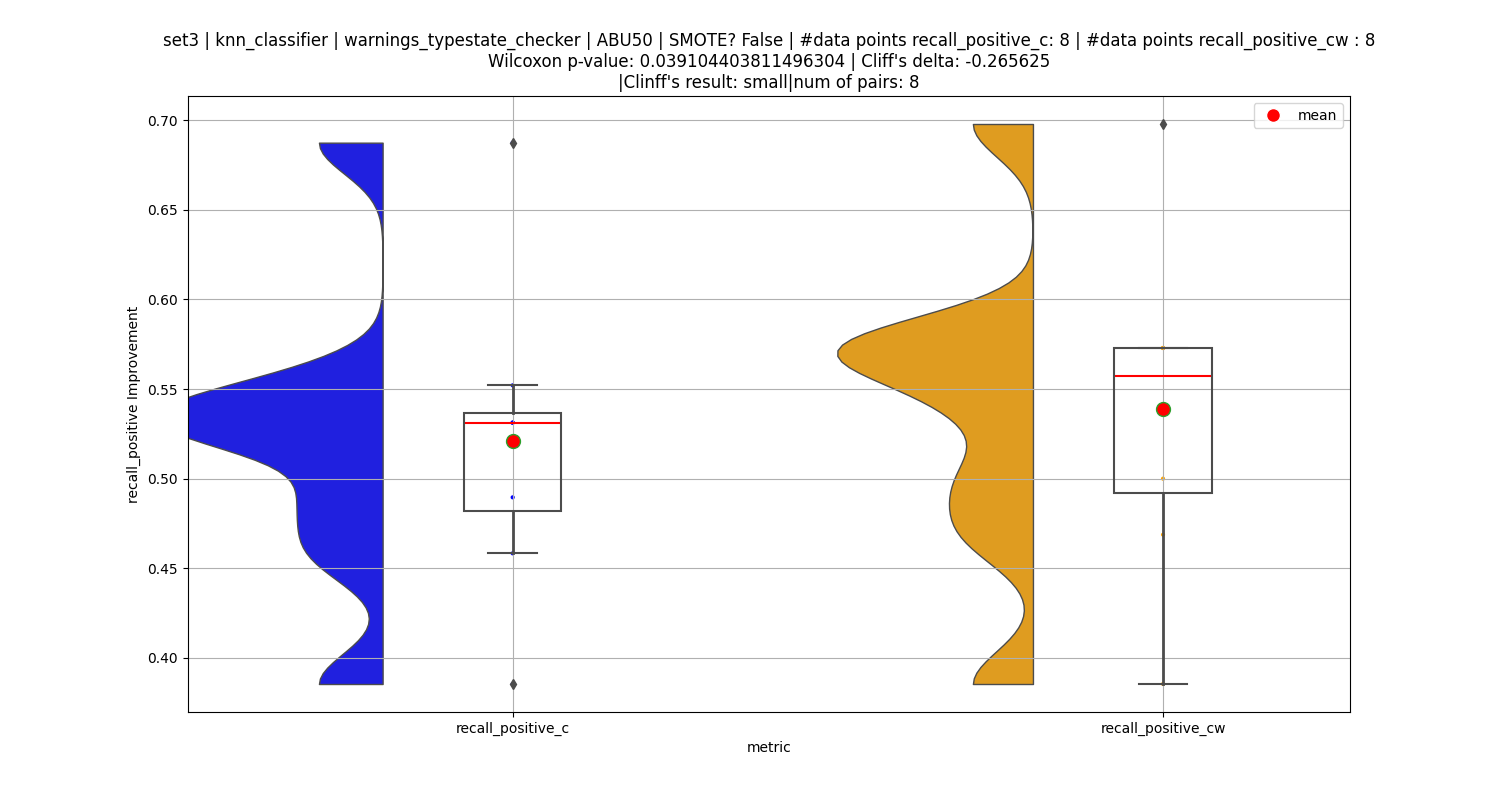 set3 | knn_classifier | warnings_typestate_checker | ABU50 | SMOTE? False | #data points recall_positive_c: 8 | #data points recall_positive_cw : 8
Wilcoxon p-value: 0.039104403811496304 | Cliff's delta: -0.265625
|Clinff's result: small|num of pairs: 8
mean
0.70
0.65
0.60
0.55
0.50
0.45
0.40
recall_positive Improvement
recall_positive_c
recall_positive_cw
metric